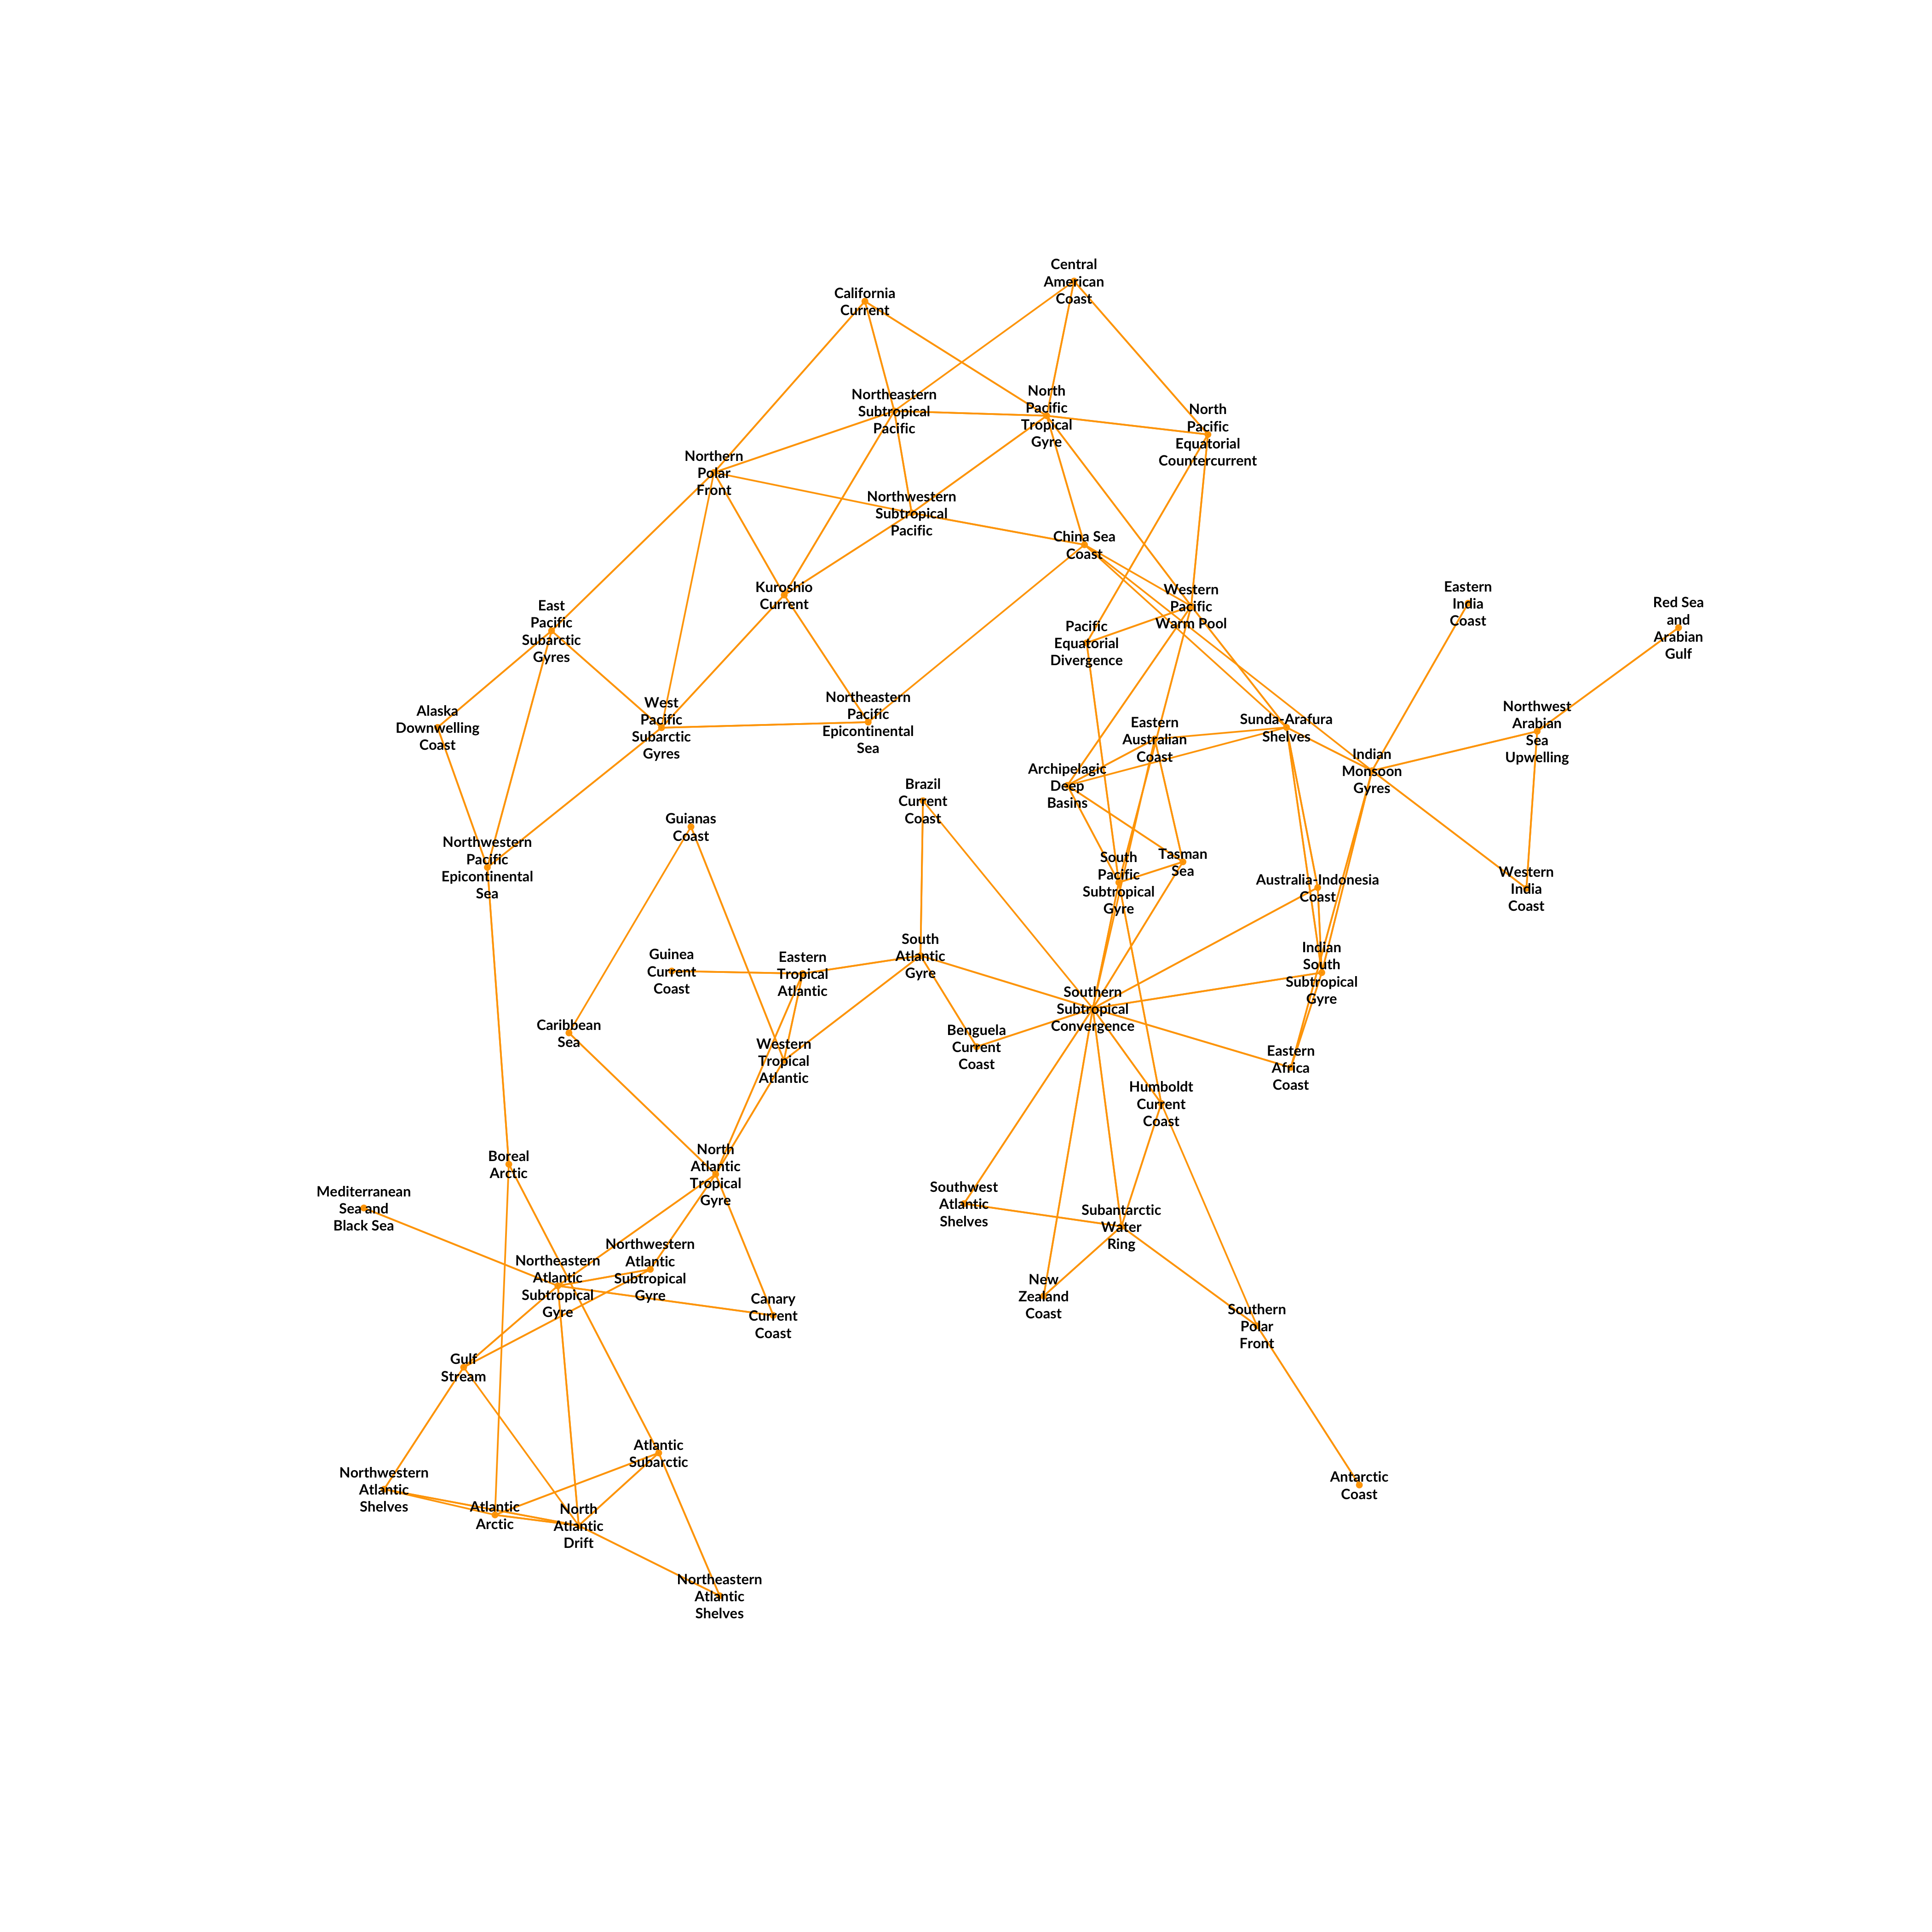 Central
American
Coast
California
Current
Northeastern
Subtropical
Pacific
North
Pacific
Tropical
Gyre
North
Pacific
Equatorial
Countercurrent
Northern
Polar
Front
Northwestern
Subtropical
Pacific
China Sea
Coast
Kuroshio
Current
Western
Pacific
Warm Pool
Eastern
India
Coast
Red Sea
and
Arabian
Gulf
East
Pacific
Subarctic
Gyres
Pacific
Equatorial
Divergence
Alaska
Downwelling
Coast
West
Pacific
Subarctic
Gyres
Northeastern
Pacific
Epicontinental
Sea
Eastern
Australian
Coast
Sunda-Arafura
Shelves
Northwest
Arabian
Sea
Upwelling
Indian
Monsoon
Gyres
Archipelagic
Deep
Basins
Brazil
Current
Coast
Guianas
Coast
Northwestern
Pacific
Epicontinental
Sea
South
Pacific
Subtropical
Gyre
Tasman
Sea
Australia-Indonesia
Coast
Western
India
Coast
Guinea
Current
Coast
Eastern
Tropical
Atlantic
South
Atlantic
Gyre
Indian
South
Subtropical
Gyre
Southern
Subtropical
Convergence
Caribbean
Sea
Western
Tropical
Atlantic
Benguela
Current
Coast
Eastern
Africa
Coast
Humboldt
Current
Coast
Boreal
Arctic
North
Atlantic
Tropical
Gyre
Mediterranean
Sea and
Black Sea
Southwest
Atlantic
Shelves
Subantarctic
Water
Ring
Northeastern
Atlantic
Subtropical
Gyre
Northwestern
Atlantic
Subtropical
Gyre
Canary
Current
Coast
New
Zealand
Coast
Southern
Polar
Front
Gulf
Stream
Atlantic
Subarctic
Northwestern
Atlantic
Shelves
Atlantic
Arctic
North
Atlantic
Drift
Antarctic
Coast
Northeastern
Atlantic
Shelves